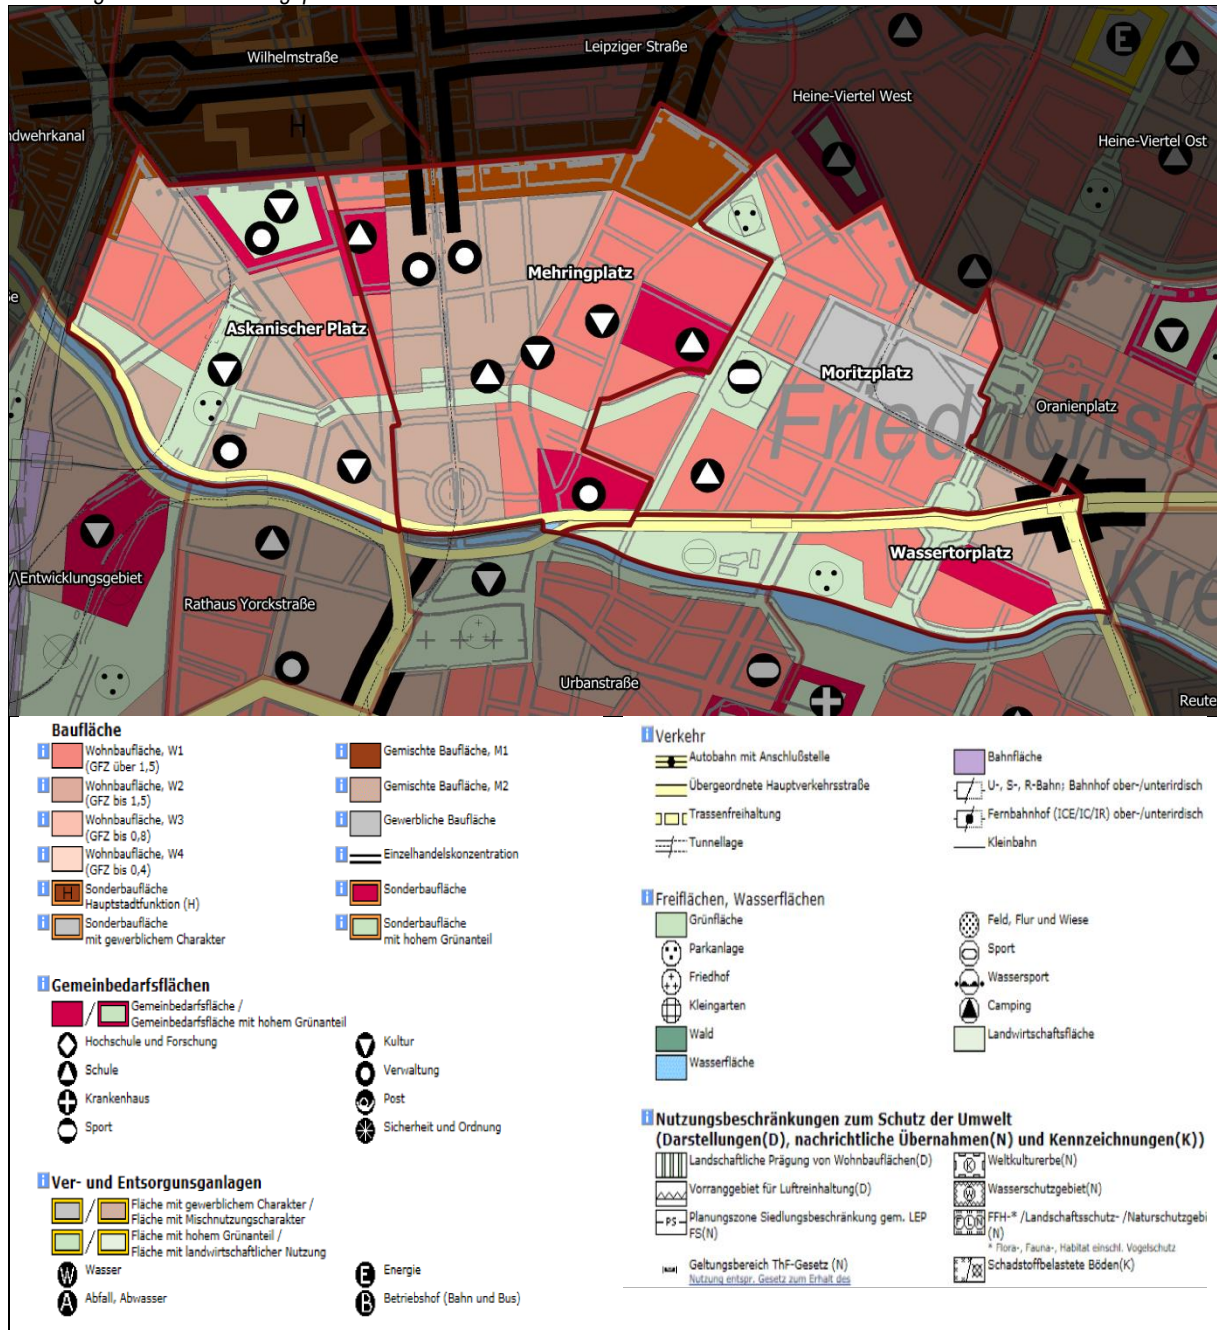 Wilhelmstraße
Leipziger Straße
Heine-Viertel West
Heine-Viertel Ost
ndwehrkanal
H
E
Mehringplatz
Askanischer Platz
Moritzplatz
Friedrichsh
Oranienplatz
Wassertorplatz
Kre
/\Entwicklungsgebiet
Rathaus Yorckstraße
Urbanstraße
Reute
Baufläche
Wohnbaufläche, W1
(GFZ über 1,5)
Wohnbaufläche, W2
(GFZ bis 1,5)
Wohnbaufläche, W3
(GFZ bis 0,8)
Wohnbaufläche, W4
(GFZ bis 0,4)
H Sonderbaufläche
Hauptstadtfunktion (H)
Sonderbaufläche
mit gewerblichem Charakter
Gemischte Baufläche, M1
Gemischte Baufläche, M2
Gewerbliche Baufläche
Einzelhandelskonzentration
Sonderbaufläche
Sonderbaufläche
mit hohem Grünanteil
Gemeinbedarfsflächen
Gemeinbedarfsfläche /
Gemeinbedarfsfläche mit hohem Grünanteil
Hochschule und Forschung
Schule
Krankenhaus
Sport
Kultur
Verwaltung
Post
Sicherheit und Ordnung
Ver- und Entsorgunsganlagen
Fläche mit gewerblichem Charakter /
Fläche mit Mischnutzungscharakter
Fläche mit hohem Grünanteil /
Fläche mit landwirtschaftlicher Nutzung
W Wasser
A Abfall, Abwasser
E Energie
B Betriebshof (Bahn und Bus)
Verkehr
Autobahn mit Anschlußstelle
Übergeordnete Hauptverkehrsstraße
Trassenfreihaltung
Tunnellage
Bahnfläche
U-, S-, R-Bahn; Bahnhof ober-/unterirdisch
Fernbahnhof (ICE/IC/IR) ober-/unterirdisch
Kleinbahn
Freiflächen, Wasserflächen
Grünfläche
Parkanlage
Friedhof
Kleingarten
Wald
Wasserfläche
Feld, Flur und Wiese
Sport
Wassersport
Camping
Landwirtschaftsfläche
Nutzungsbeschränkungen zum Schutz der Umwelt
(Darstellungen(D), nachrichtliche Übernahmen(N) und Kennzeichnungen(K))
Landschaftliche Prägung von Wohnbauflächen(D)
Vorranggebiet für Luftreinhaltung(D)
PS Planungszone Siedlungsbeschränkung gem. LEP
FS(N)
Geltungsbereich ThF-Gesetz (N)
Nutzung entspr. Gesetz zum Erhalt des
K Weltkulturerbe(N)
W Wasserschutzgebiet(N)
FLN FFH-* /Landschaftsschutz- /Naturschutzgebi
(N)
* Flora-, Fauna-, Habitat einschl. Vogelschutz
Schadstoffbelastete Böden(K)